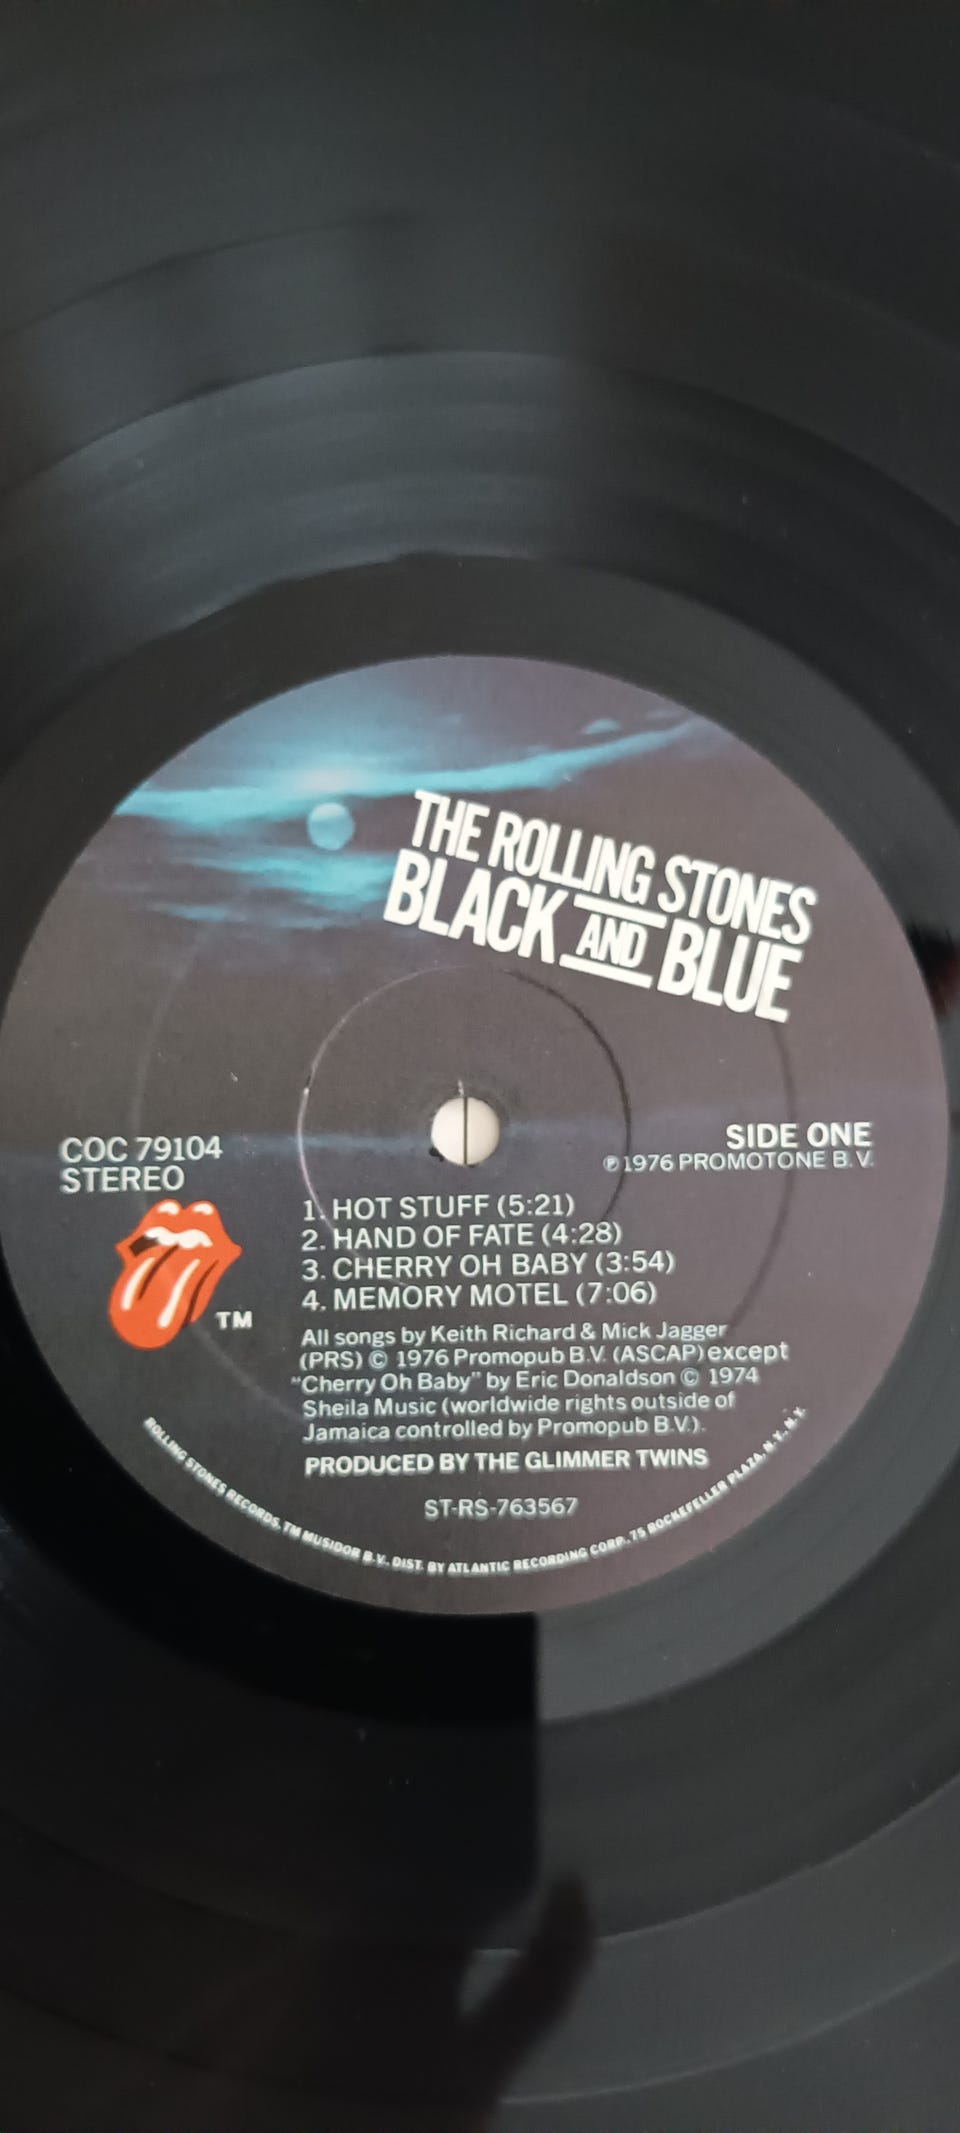 THE ROLLING STONES
BLACK AND BLUE
COC 79104
STEREO
SIDE ONE
℗1976 PROMOTONE B.V.
1. HOT STUFF (5:21)
2. HAND OF FATE (4:28)
3. CHERRY OH BABY (3:54)
4. MEMORY MOTEL (7:06)
TM
All songs by Keith Richard & Mick Jagger
(PRS) © 1976 Promopub B.V. (ASCAP) except
"Cherry Oh Baby" by Eric Donaldson © 1974
Sheila Music (worldwide rights outside of
Jamaica controlled by Promopub B.V.).
PRODUCED BY THE GLIMMER TWINS
ST-RS-763567
ROLLING STONES RECORDS, TM MUSIDOR B.V. DIST. BY ATLANTIC RECORDING CORP., 75 ROCKEFELLER PLAZA, N.Y., N.Y.